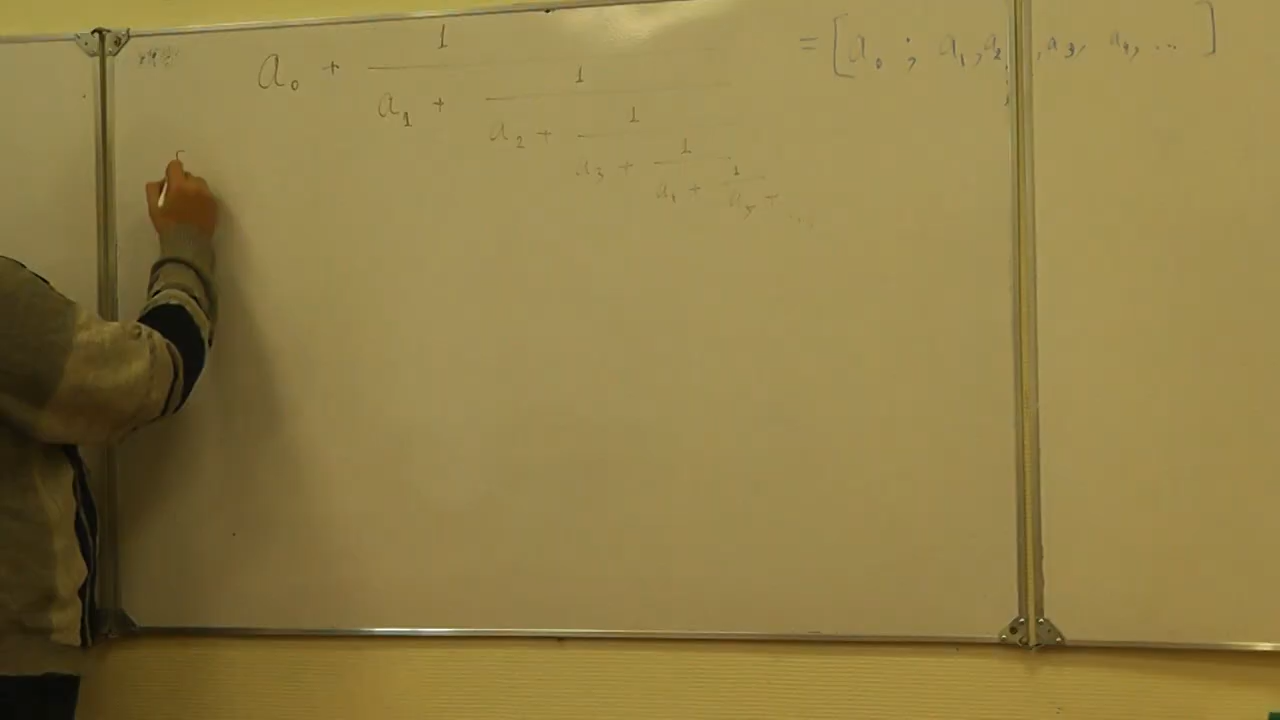 a₀ + 1
a₁ + 1
a₂ + 1
a₃ + 1
a₄ + 1
a₅ + ...
= [a₀ ; a₁, a₂, a₃, a₄, ...]